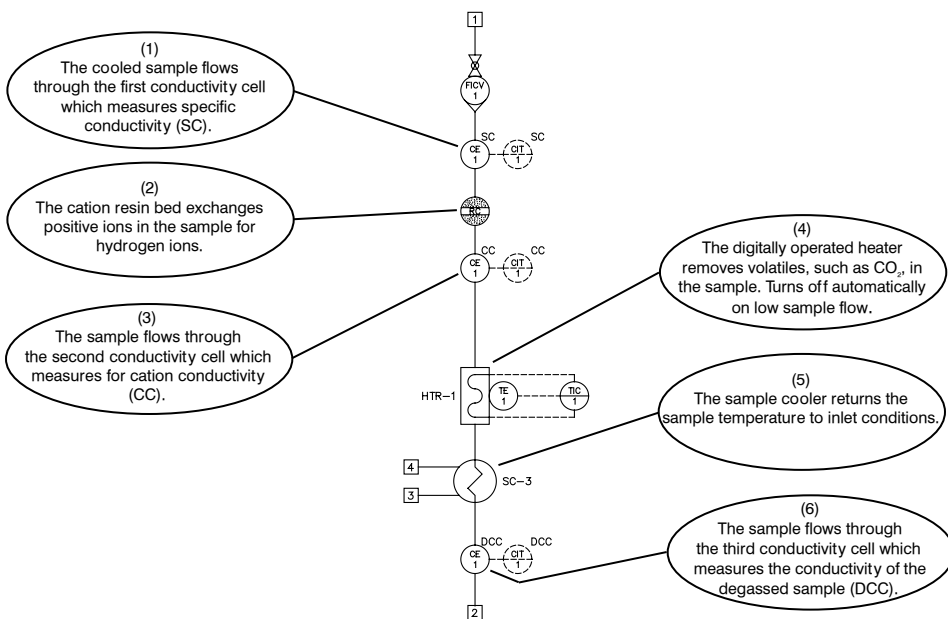 1
FICV
1
(1)
The cooled sample flows
through the first conductivity cell
which measures specific
conductivity (SC).
SC
SC
CE
1
CIT
1
(2)
The cation resin bed exchanges
positive ions in the sample for
hydrogen ions.
RC
CC
CC
CE
1
CIT
1
(3)
The sample flows through
the second conductivity cell which
measures for cation conductivity
(CC).
(4)
The digitally operated heater
removes volatiles, such as CO₂, in
the sample. Turns off automatically
on low sample flow.
HTR-1
TE
1
TIC
1
(5)
The sample cooler returns the
sample temperature to inlet conditions.
4
3
SC-3
(6)
The sample flows through
the third conductivity cell which
measures the conductivity of the
degassed sample (DCC).
DCC
DCC
CE
1
CIT
1
2